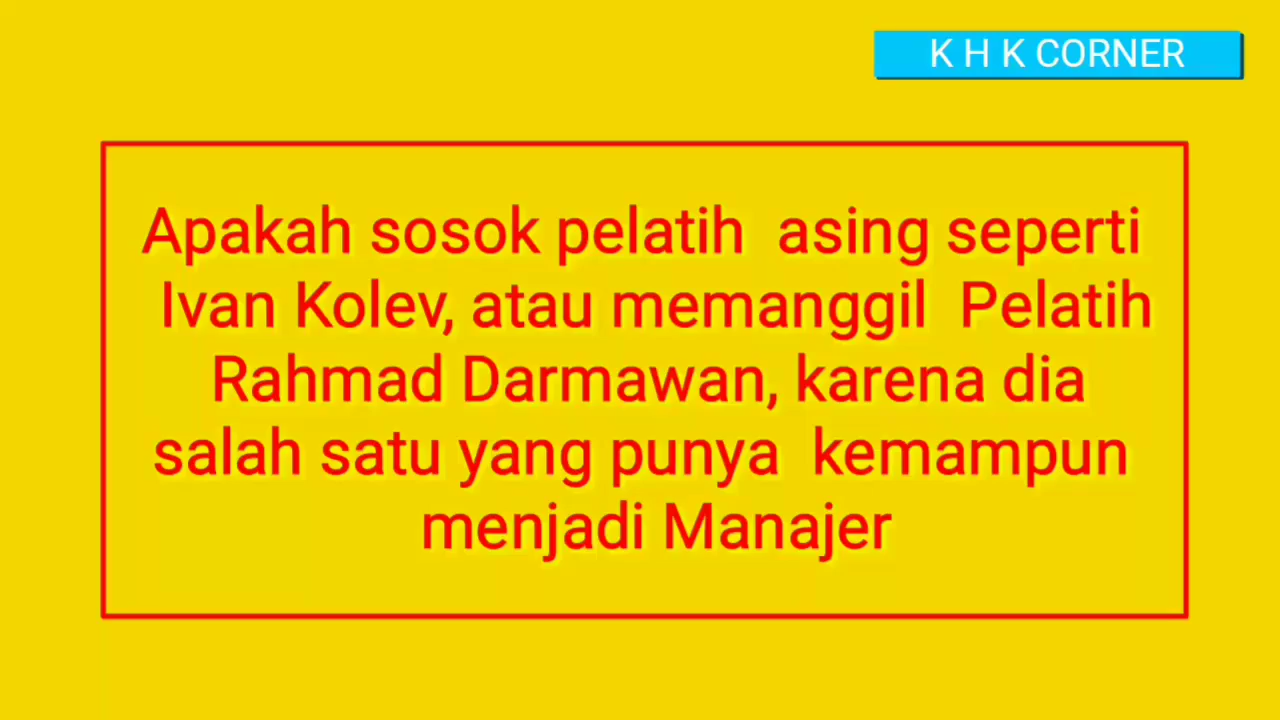 K H K CORNER
Apakah sosok pelatih asing seperti
Ivan Kolev, atau memanggil Pelatih
Rahmad Darmawan, karena dia
salah satu yang punya kemampun
menjadi Manajer